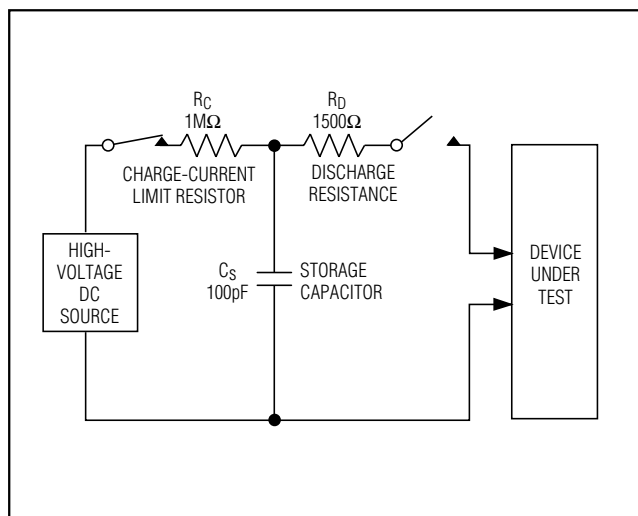 RC
1MΩ
CHARGE-CURRENT
LIMIT RESISTOR
RD
1500Ω
DISCHARGE
RESISTANCE
HIGH-
VOLTAGE
DC
SOURCE
CS
100pF
STORAGE
CAPACITOR
DEVICE
UNDER
TEST